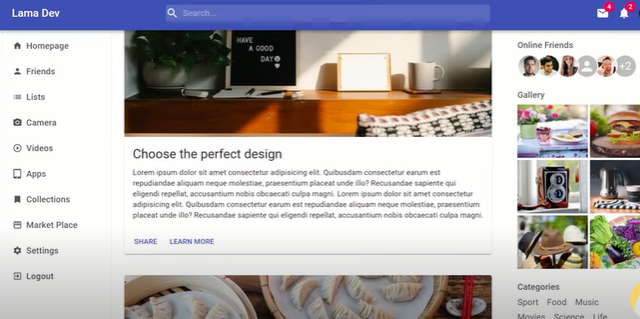 Lama Dev
Search...
4
2
Homepage
Friends
Lists
Camera
Videos
Apps
Collections
Market Place
Settings
Logout
HAVE
A GOOD
DAY
Choose the perfect design
Lorem ipsum dolor sit amet consectetur adipisicing elit. Quibusdam consectetur earum est
repudiandae aliquam neque molestiae, praesentium placeat unde illo? Recusandae sapiente qui
eligendi repellat, accusantium nobis obcaecati culpa magni. Lorem ipsum dolor sit amet consectetur
adipisicing elit. Quibusdam consectetur earum est repudiandae aliquam neque molestiae, praesentium
placeat unde illo? Recusandae sapiente qui eligendi repellat, accusantium nobis obcaecati culpa magni.
SHARE
LEARN MORE
Online Friends
+2
Gallery
Categories
Sport Food Music
Movies Science Life